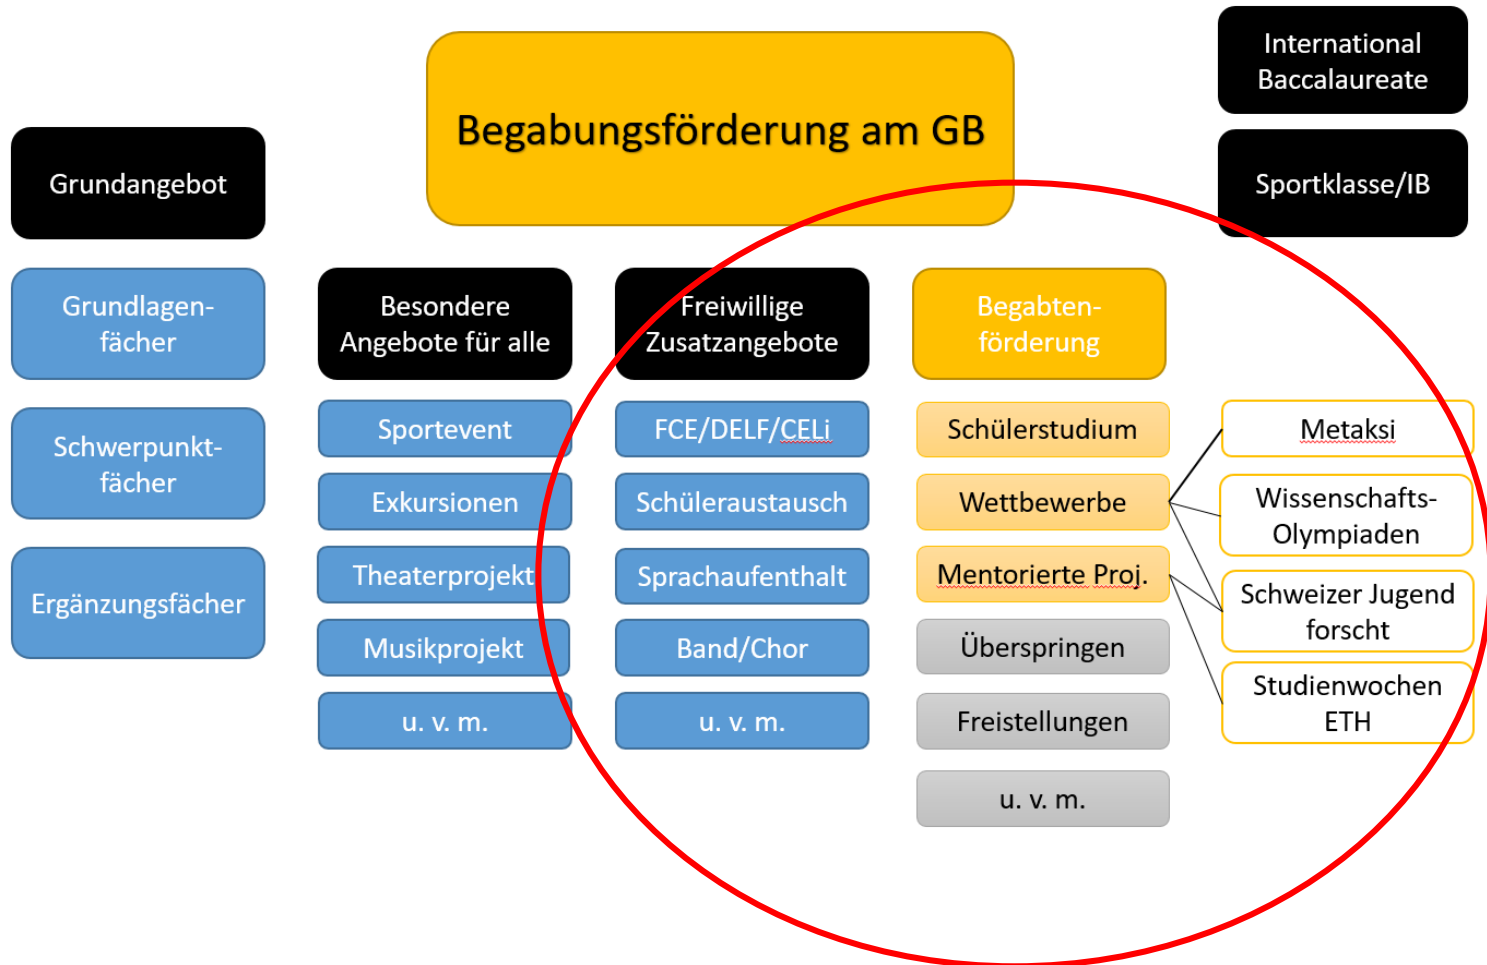 Begabungsförderung am GB
International
Baccalaureate
Sportklasse/IB
Grundangebot
Grundlagen-
fächer
Schwerpunkt-
fächer
Ergänzungsfächer
Besondere
Angebote für alle
Sportevent
Exkursionen
Theaterprojekt
Musikprojekt
u. v. m.
Freiwillige
Zusatzangebote
FCE/DELF/CELi
Schüleraustausch
Sprachaufenthalt
Band/Chor
u. v. m.
Begabten-
förderung
Schülerstudium
Wettbewerbe
Mentorierte Proj.
Überspringen
Freistellungen
u. v. m.
Metaksi
Wissenschafts-
Olympiaden
Schweizer Jugend
forscht
Studienwochen
ETH